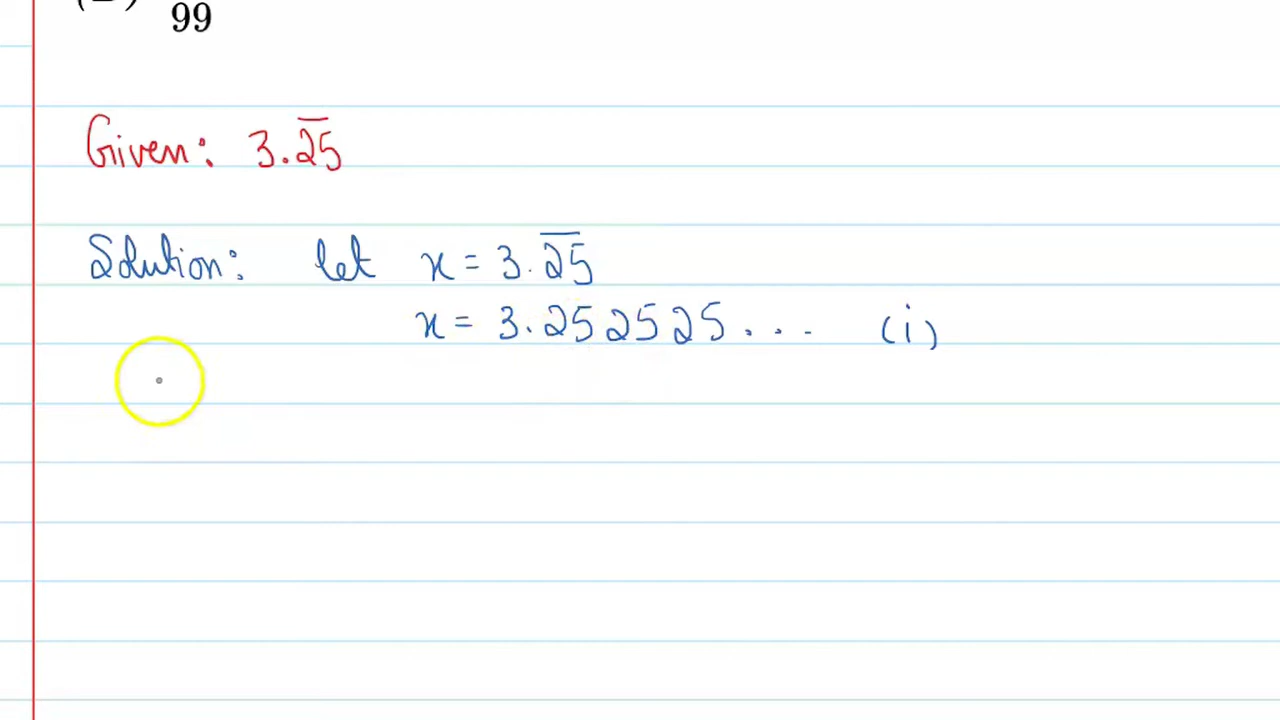 99
Given: 3.2̅5̅
Solution: let x = 3.2̅5̅
x = 3.252525... (i)